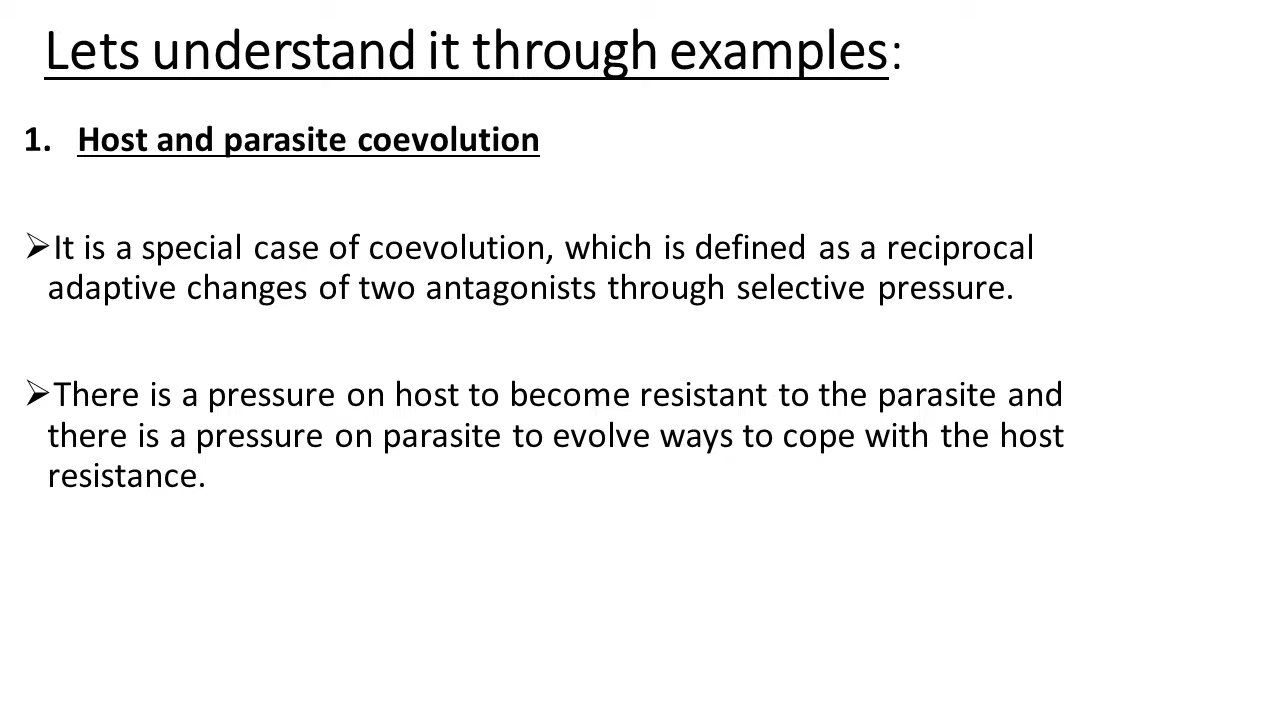 Lets understand it through examples:
1. Host and parasite coevolution
➢It is a special case of coevolution, which is defined as a reciprocal
adaptive changes of two antagonists through selective pressure.
➢There is a pressure on host to become resistant to the parasite and
there is a pressure on parasite to evolve ways to cope with the host
resistance.